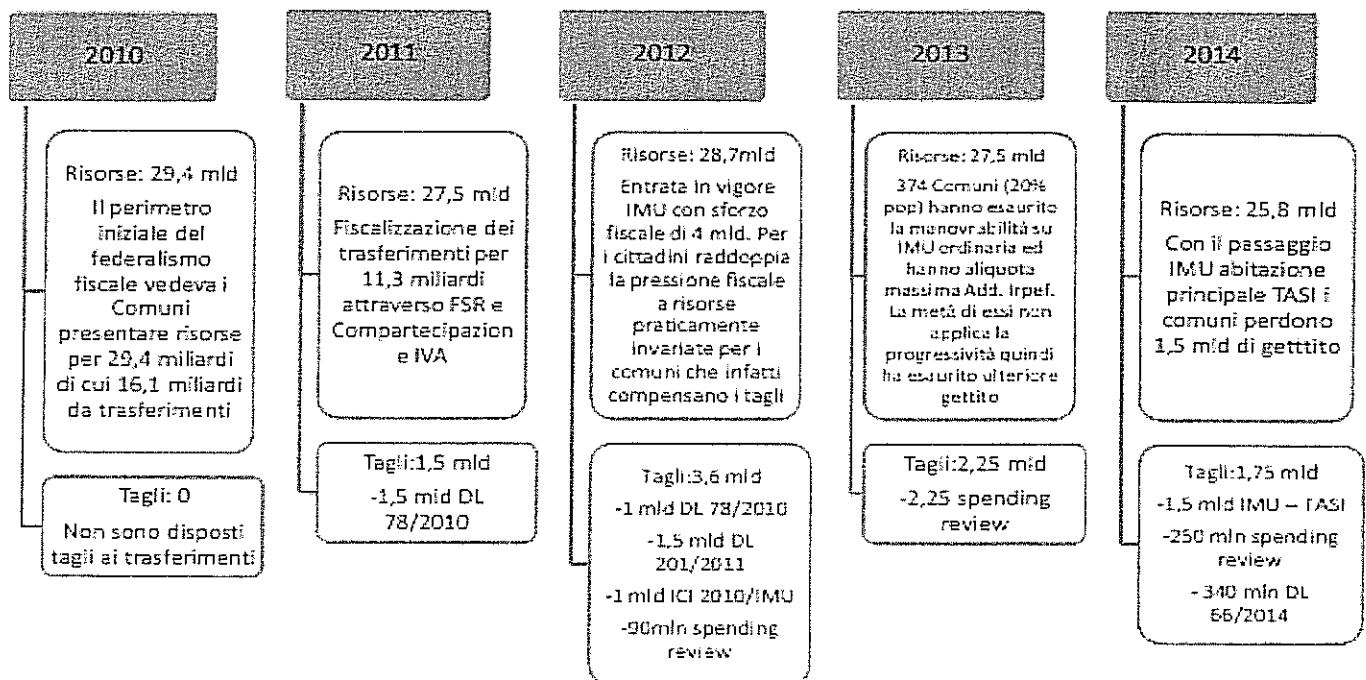 2010
Risorse: 29,4 mld
Il perimetro
iniziale del
federalismo
fiscale vedeva i
Comuni
presentare risorse
per 29,4 miliardi
di cui 16,1 miliardi
da trasferimenti
Tagli: 0
Non sono disposti
tagli ai trasferimenti
2011
Risorse: 27,5 mld
Fiscalizzazione dei
trasferimenti per
11,3 miliardi
attraverso FSR e
Compartecipazion
e IVA
Tagli:1,5 mld
-1,5 mld DL
78/2010
2012
Risorse: 28,7mld
Entrata in vigore
IMU con sforzo
fiscale di 4 mld. Per
i cittadini raddoppia
la pressione fiscale
a risorse
praticamente
invariate per i
comuni che infatti
compensano i tagli
Tagli:3,6 mld
-1 mld DL 78/2010
-1,5 mld DL
201/2011
-1 mld ICI 2010/IMU
-90mln spending
review
2013
Risorse: 27,5 mld
374 Comuni (20%
pop) hanno esaurito
la manovrabilità su
IMU ordinaria ed
hanno aliquota
massima Add. Irpef.
La metà di essi non
applica la
progressività quindi
ha esaurito ulteriore
gettito
Tagli:2,25 mld
-2,25 spending
review
2014
Risorse: 25,8 mld
Con il passaggio
IMU abitazione
principale TASI i
comuni perdono
1,5 mld di getttito
Tagli:1,75 mld
-1,5 mld IMU – TASI
-250 mln spending
review
- 340 mln DL
66/2014